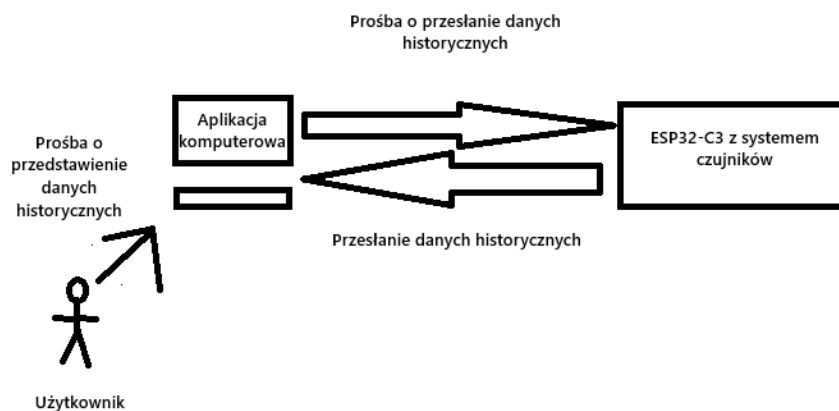 Prośba o przesłanie danych
historycznych
Aplikacja
komputerowa
ESP32-C3 z systemem
czujników
Prośba o
przedstawienie
danych
historycznych
Przesłanie danych historycznych
Użytkownik